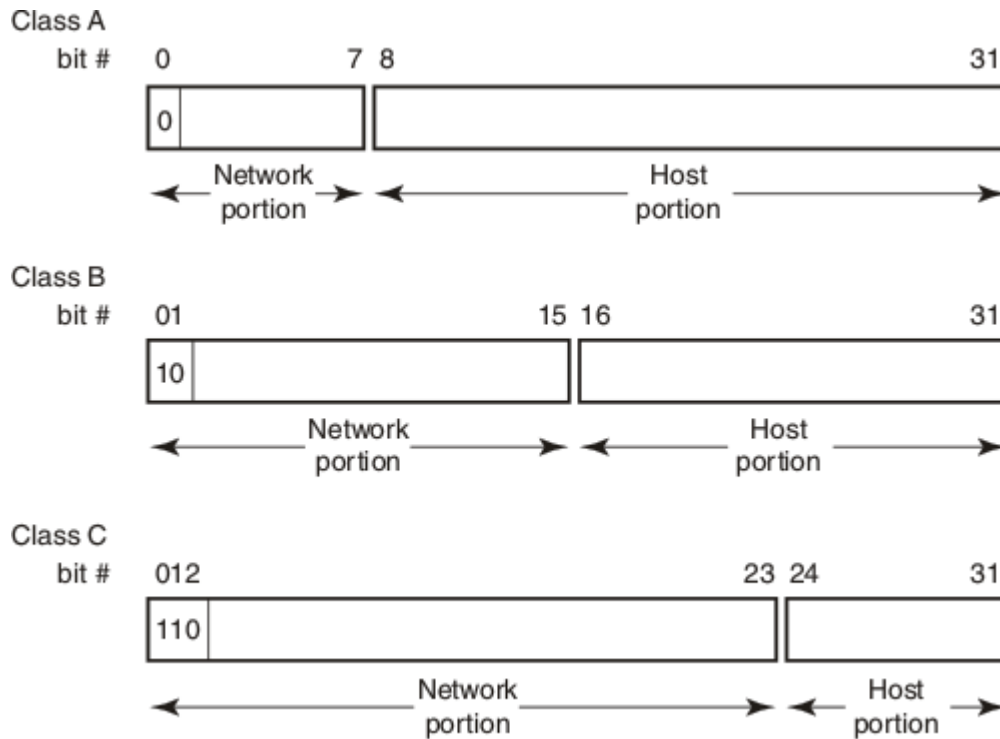 Class A
bit # 0 7 8 31
0
Network portion Host portion
Class B
bit # 01 15 16 31
10
Network portion Host portion
Class C
bit # 012 23 24 31
110
Network portion Host portion